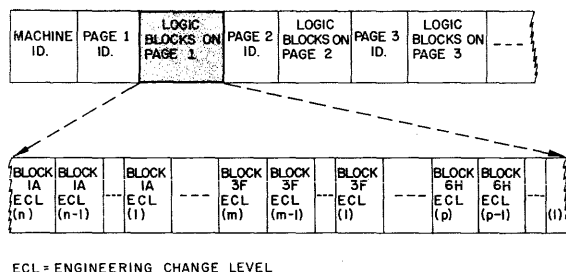 MACHINE ID.
PAGE 1 ID.
LOGIC BLOCKS ON PAGE 1
PAGE 2 ID.
LOGIC BLOCKS ON PAGE 2
PAGE 3 ID.
LOGIC BLOCKS ON PAGE 3
BLOCK 1A ECL (n)
BLOCK 1A ECL (n-1)
BLOCK 1A ECL (1)
BLOCK 3F ECL (m)
BLOCK 3F ECL (m-1)
BLOCK 3F ECL (1)
BLOCK 6H ECL (p)
BLOCK 6H ECL (p-1)
(1)
ECL = ENGINEERING CHANGE LEVEL